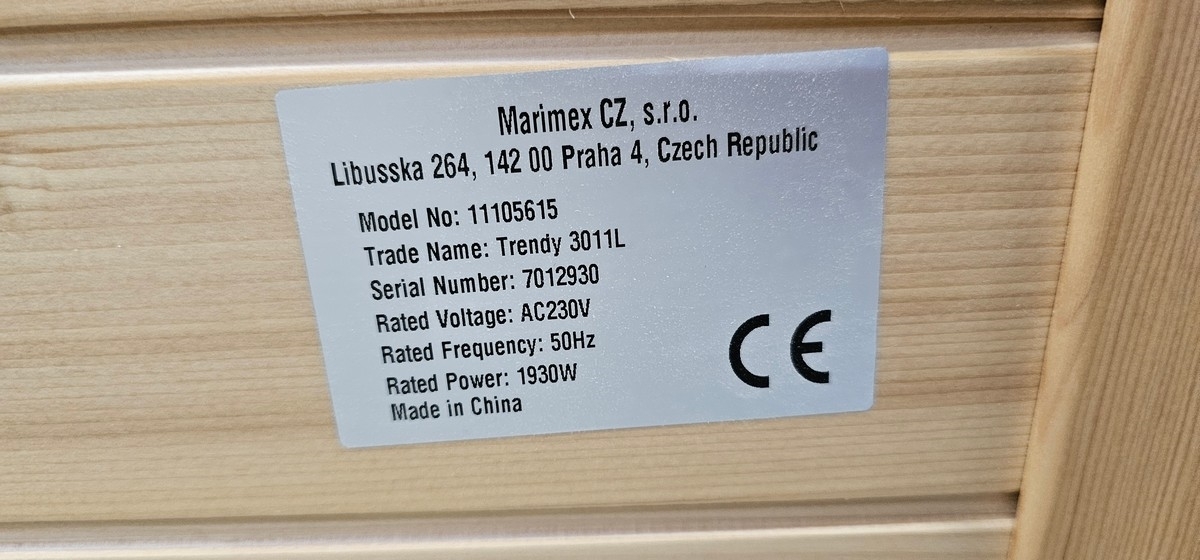 Marimex CZ, s.r.o.
Libusska 264, 142 00 Praha 4, Czech Republic
Model No: 11105615
Trade Name: Trendy 3011L
Serial Number: 7012930
Rated Voltage: AC230V
Rated Frequency: 50Hz
Rated Power: 1930W
Made in China
CE